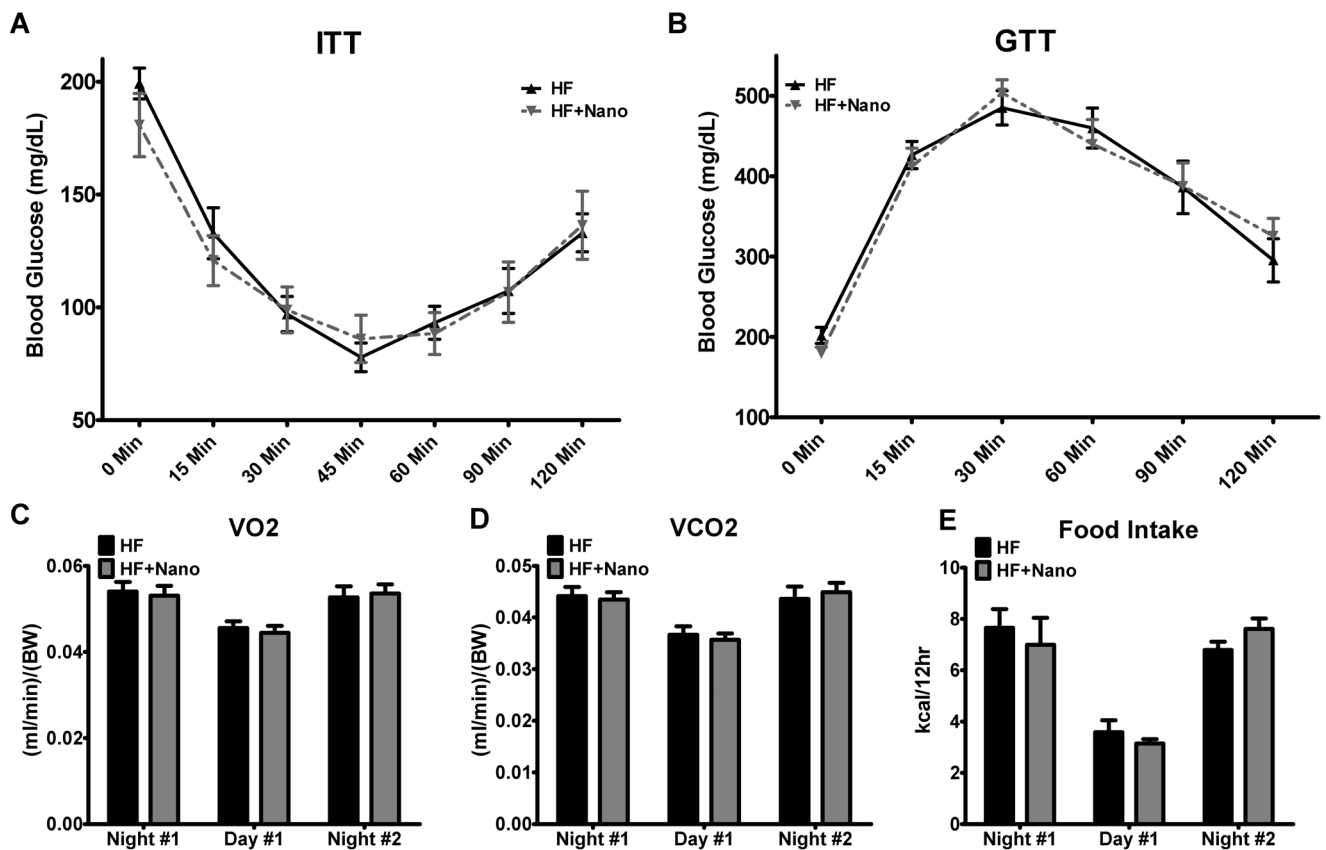 A
ITT
HF
HF+Nano
Blood Glucose (mg/dL)
200
150
100
50
0 Min
15 Min
30 Min
45 Min
60 Min
90 Min
120 Min
B
GTT
HF
HF+Nano
Blood Glucose (mg/dL)
500
400
300
200
100
0 Min
15 Min
30 Min
60 Min
90 Min
120 Min
C
VO2
HF
HF+Nano
(ml/min)/(BW)
0.06
0.04
0.02
0.00
Night #1
Day #1
Night #2
D
VCO2
HF
HF+Nano
(ml/min)/(BW)
0.05
0.04
0.03
0.02
0.01
0.00
Night #1
Day #1
Night #2
E
Food Intake
HF
HF+Nano
kcal/12hr
10
8
6
4
2
0
Night #1
Day #1
Night #2